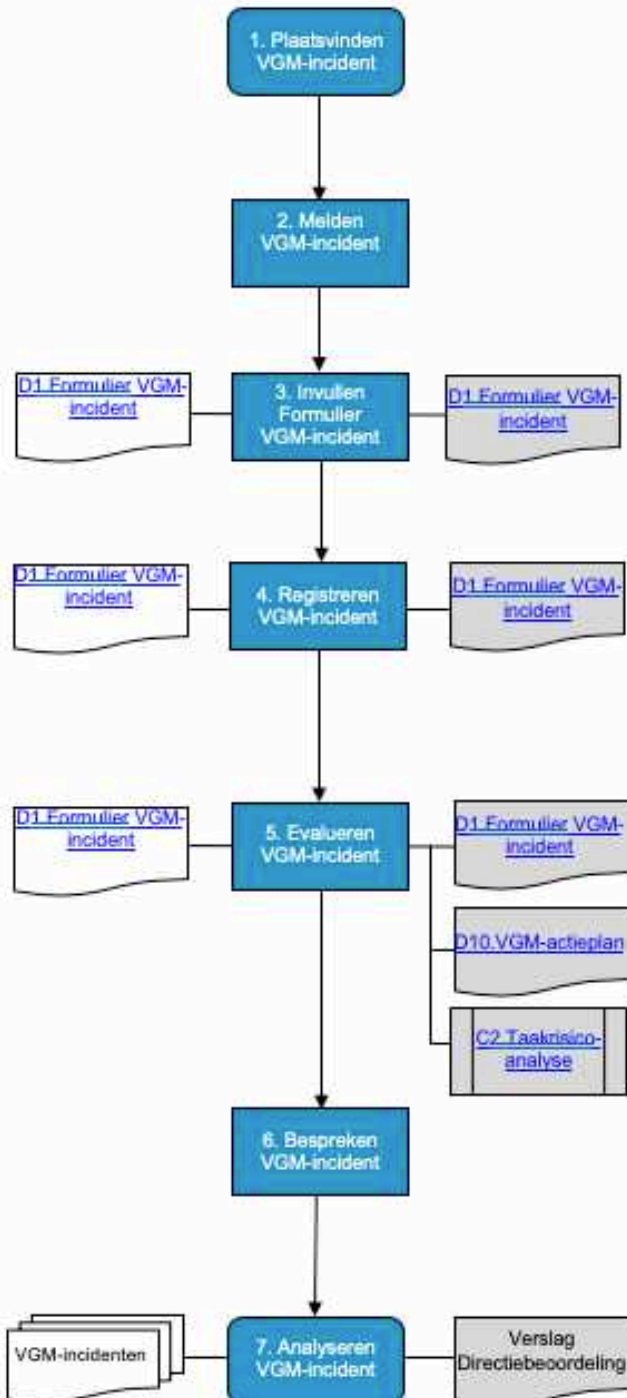 1. Plaatsvinden
VGM-incident
2. Melden
VGM-incident
D1.Formulier VGM-
incident
3. Invullen
Formulier
VGM-incident
D1.Formulier VGM-
incident
D1.Formulier VGM-
incident
4. Registreren
VGM-incident
D1.Formulier VGM-
incident
D1.Formulier VGM-
incident
5. Evalueren
VGM-incident
D1.Formulier VGM-
incident
D10.VGM-actieplan
C2.Taakrisico-
analyse
6. Bespreken
VGM-incident
VGM-incidenten
7. Analyseren
VGM-incident
Verslag
Directiebeoordeling